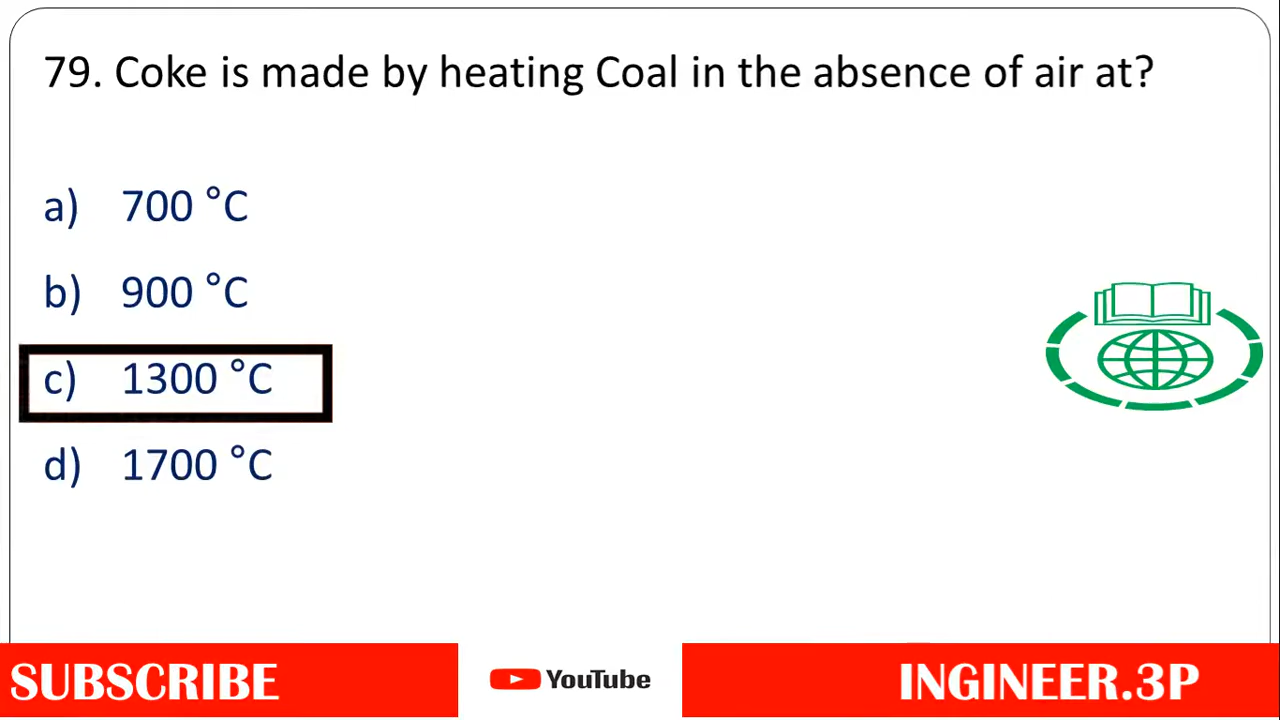 79. Coke is made by heating Coal in the absence of air at?
a) 700 °C
b) 900 °C
c) 1300 °C
d) 1700 °C
SUBSCRIBE YouTube INGINEER.3P